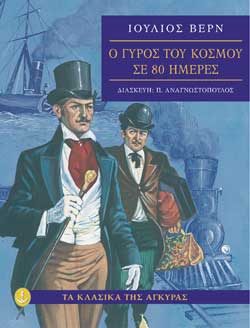 ΙΟΥΛΙΟΣ ΒΕΡΝ
Ο ΓΥΡΟΣ ΤΟΥ ΚΟΣΜΟΥ
ΣΕ 80 ΗΜΕΡΕΣ
ΔΙΑΣΚΕΥΗ: Π. ΑΝΑΓΝΩΣΤΟΠΟΥΛΟΣ
ΤΑ ΚΛΑΣΙΚΑ ΤΗΣ ΑΓΚΥΡΑΣ